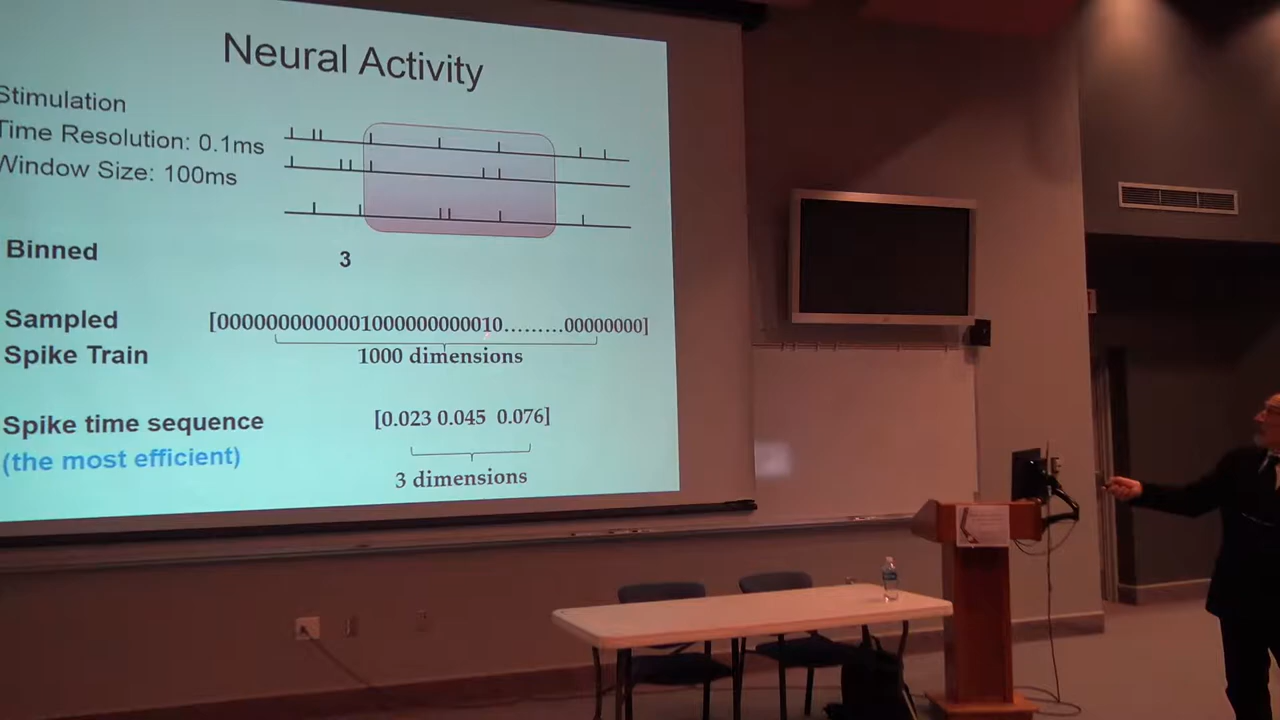 Neural Activity
Stimulation
Time Resolution: 0.1ms
Window Size: 100ms
Binned
3
Sampled
[0000000000001000000000010.........00000000]
Spike Train
1000 dimensions
Spike time sequence
[0.023 0.045 0.076]
(the most efficient)
3 dimensions